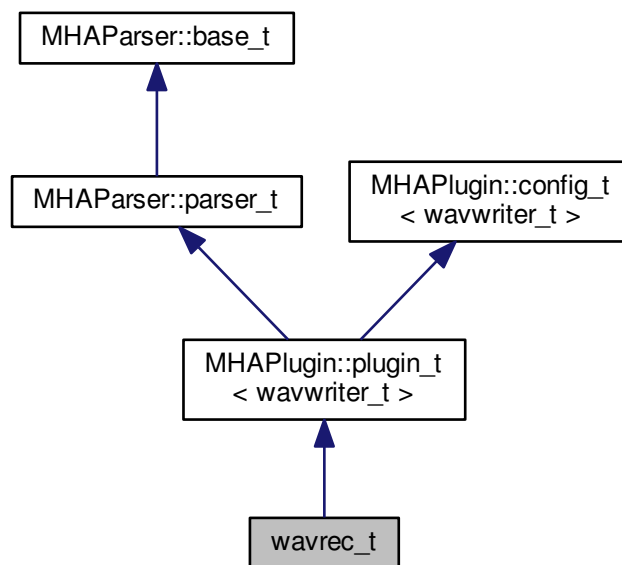 MHAParser::base_t
MHAParser::parser_t
MHAPlugin::config_t
< wavwriter_t >
MHAPlugin::plugin_t
< wavwriter_t >
wavrec_t